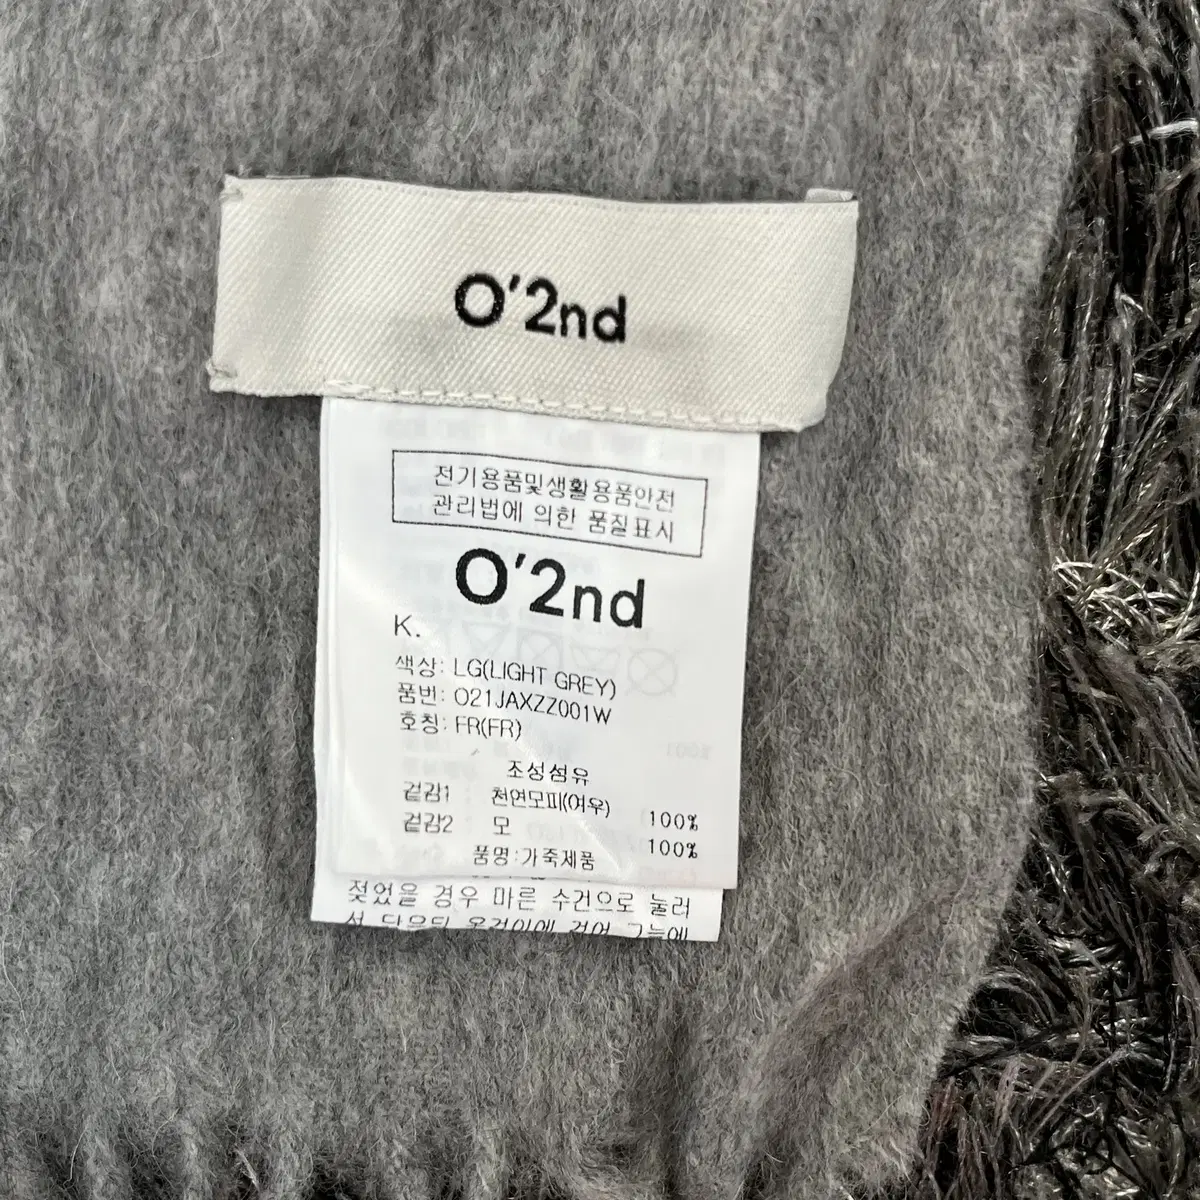 O'2nd
전기용품및생활용품안전
관리법에 의한 품질표시
O'2nd
K.
색상: LG(LIGHT GREY)
품번: O21JAXZZ001W
호칭: FR(FR)
조성섬유
겉감1 천연모피(여우) 100%
겉감2 모 100%
품명:가죽제품
젖었을 경우 마른 수건으로 눌러